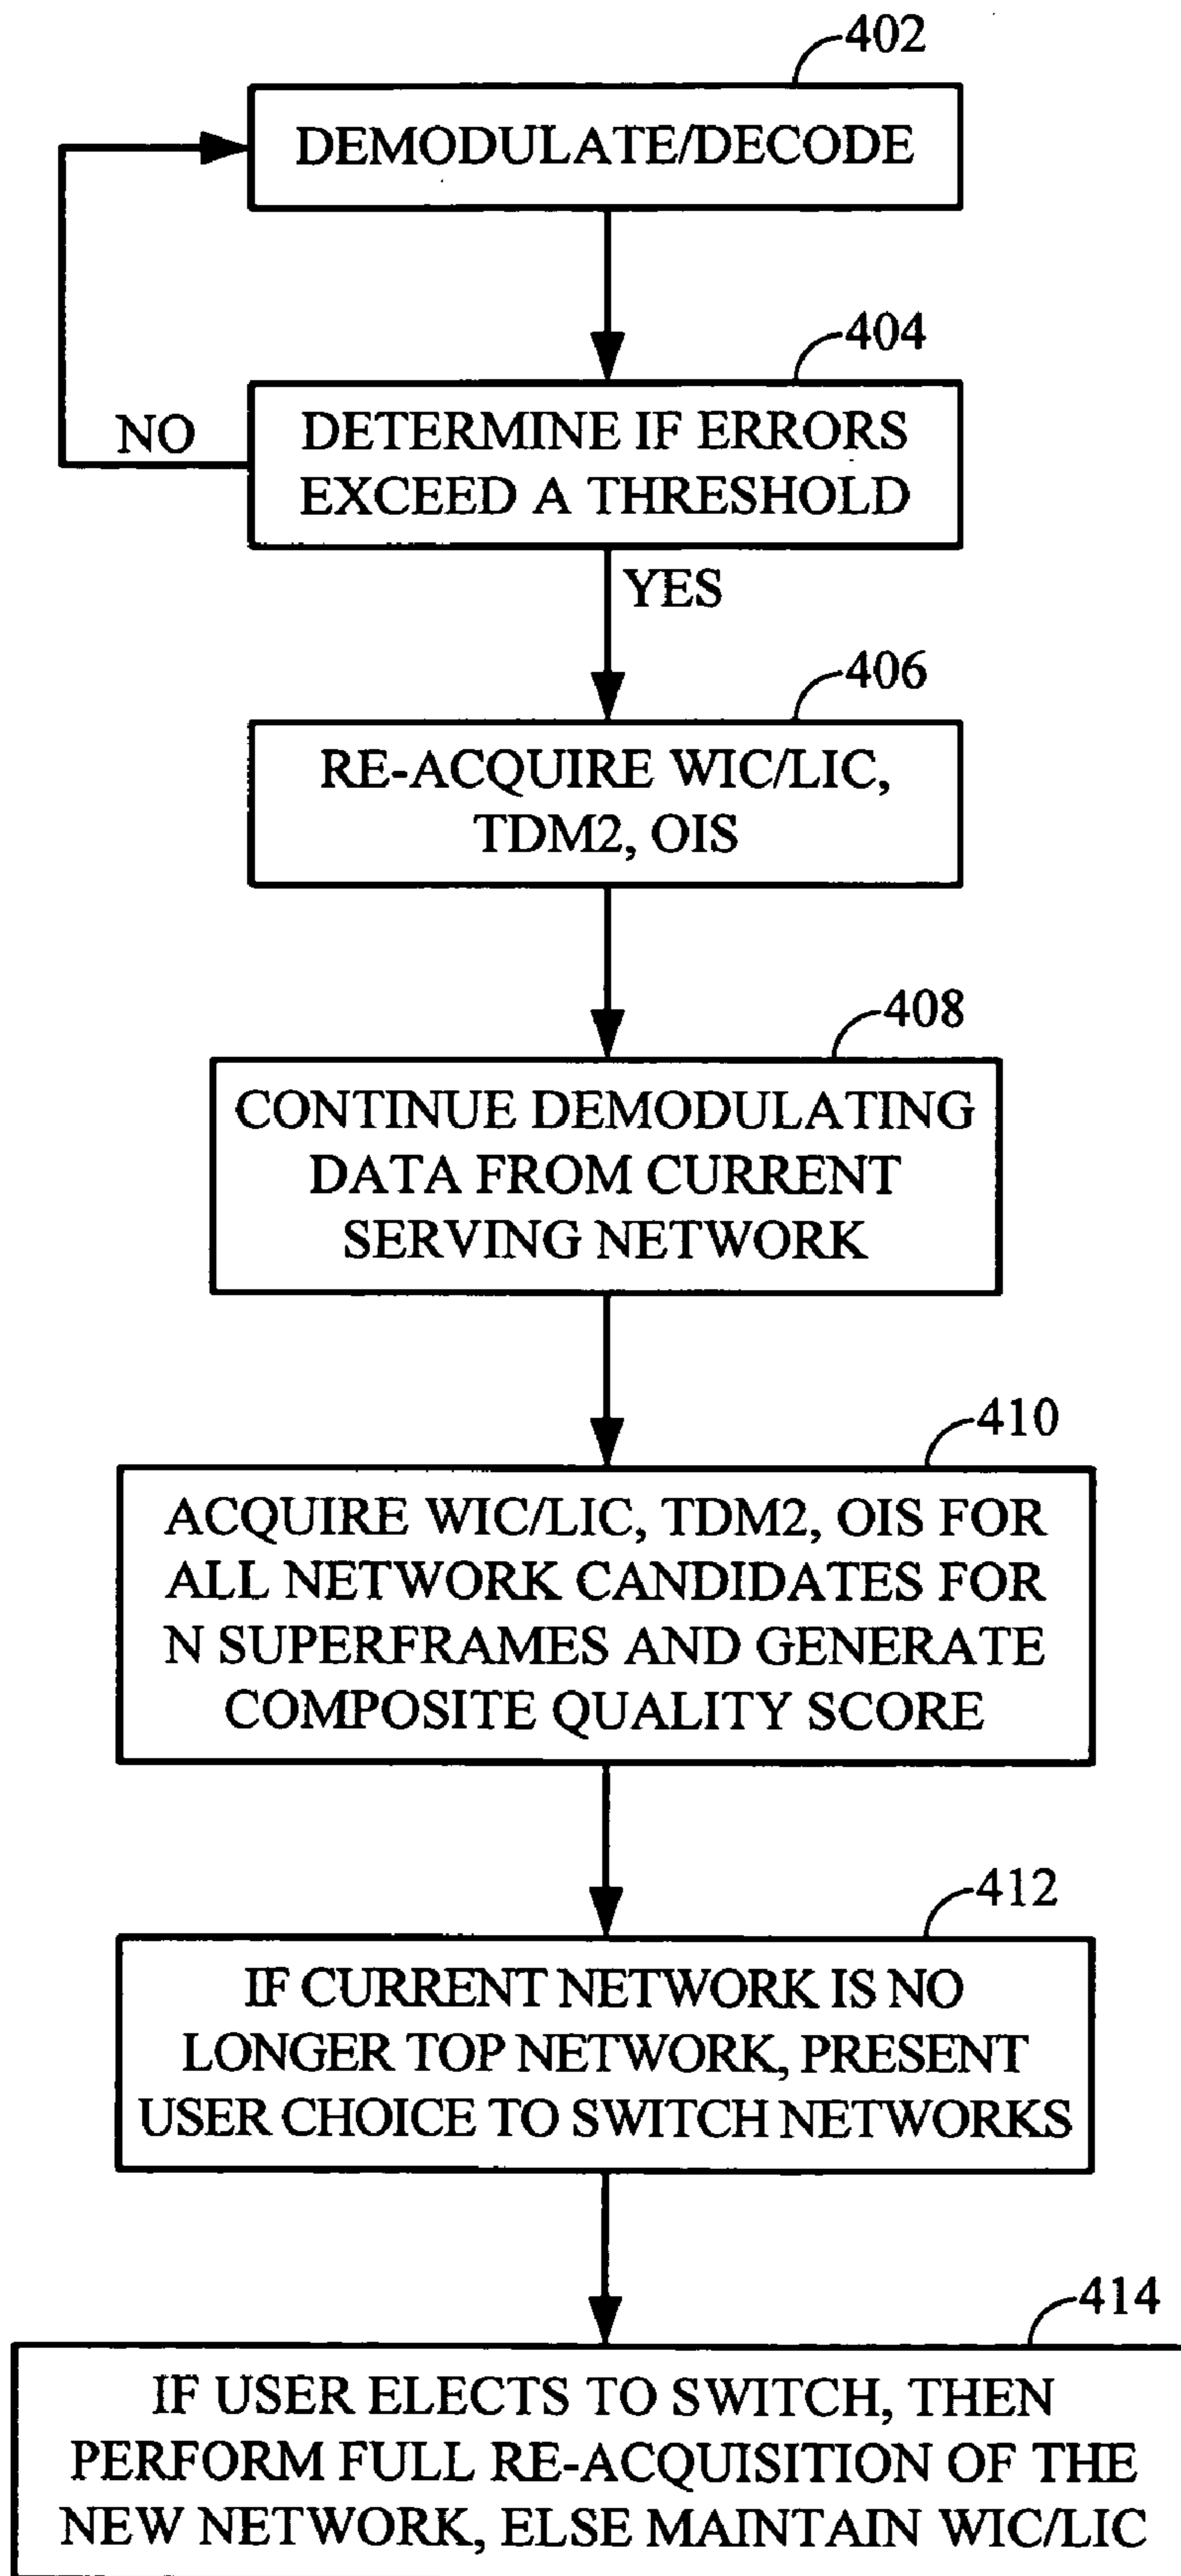 402
DEMODULATE/DECODE
404
NO
DETERMINE IF ERRORS
EXCEED A THRESHOLD
YES
406
RE-ACQUIRE WIC/LIC,
TDM2, OIS
408
CONTINUE DEMODULATING
DATA FROM CURRENT
SERVING NETWORK
410
ACQUIRE WIC/LIC, TDM2, OIS FOR
ALL NETWORK CANDIDATES FOR
N SUPERFRAMES AND GENERATE
COMPOSITE QUALITY SCORE
412
IF CURRENT NETWORK IS NO
LONGER TOP NETWORK, PRESENT
USER CHOICE TO SWITCH NETWORKS
414
IF USER ELECTS TO SWITCH, THEN
PERFORM FULL RE-ACQUISITION OF THE
NEW NETWORK, ELSE MAINTAIN WIC/LIC